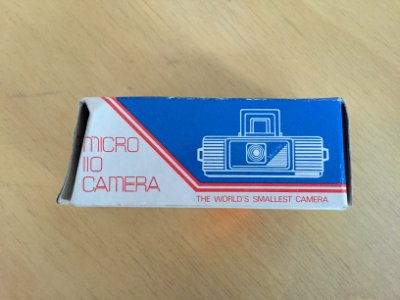 MICRO
110
CAMERA
THE WORLD'S SMALLEST CAMERA